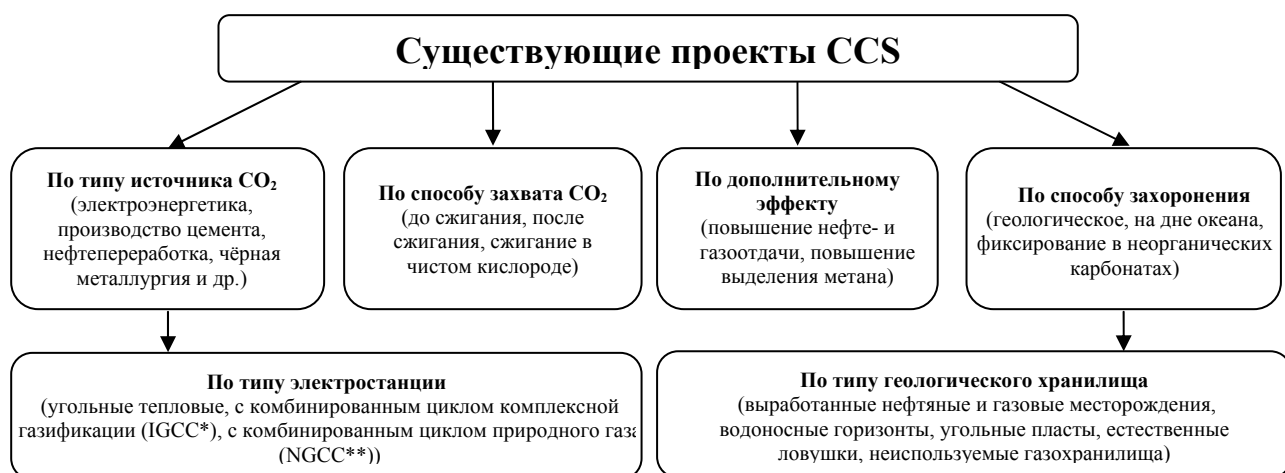 Существующие проекты CCS
По типу источника CO₂
(электроэнергетика,
производство цемента,
нефтепереработка, чёрная
металлургия и др.)
По способу захвата CO₂
(до сжигания, после
сжигания, сжигание в
чистом кислороде)
По дополнительному
эффекту
(повышение нефте- и
газоотдачи, повышение
выделения метана)
По способу захоронения
(геологическое, на дне океана,
фиксирование в неорганических
карбонатах)
По типу электростанции
(угольные тепловые, с комбинированным циклом комплексной
газификации (IGCC*), с комбинированным циклом природного газа
(NGCC**))
По типу геологического хранилища
(выработанные нефтяные и газовые месторождения,
водоносные горизонты, угольные пласты, естественные
ловушки, неиспользуемые газохранилища)